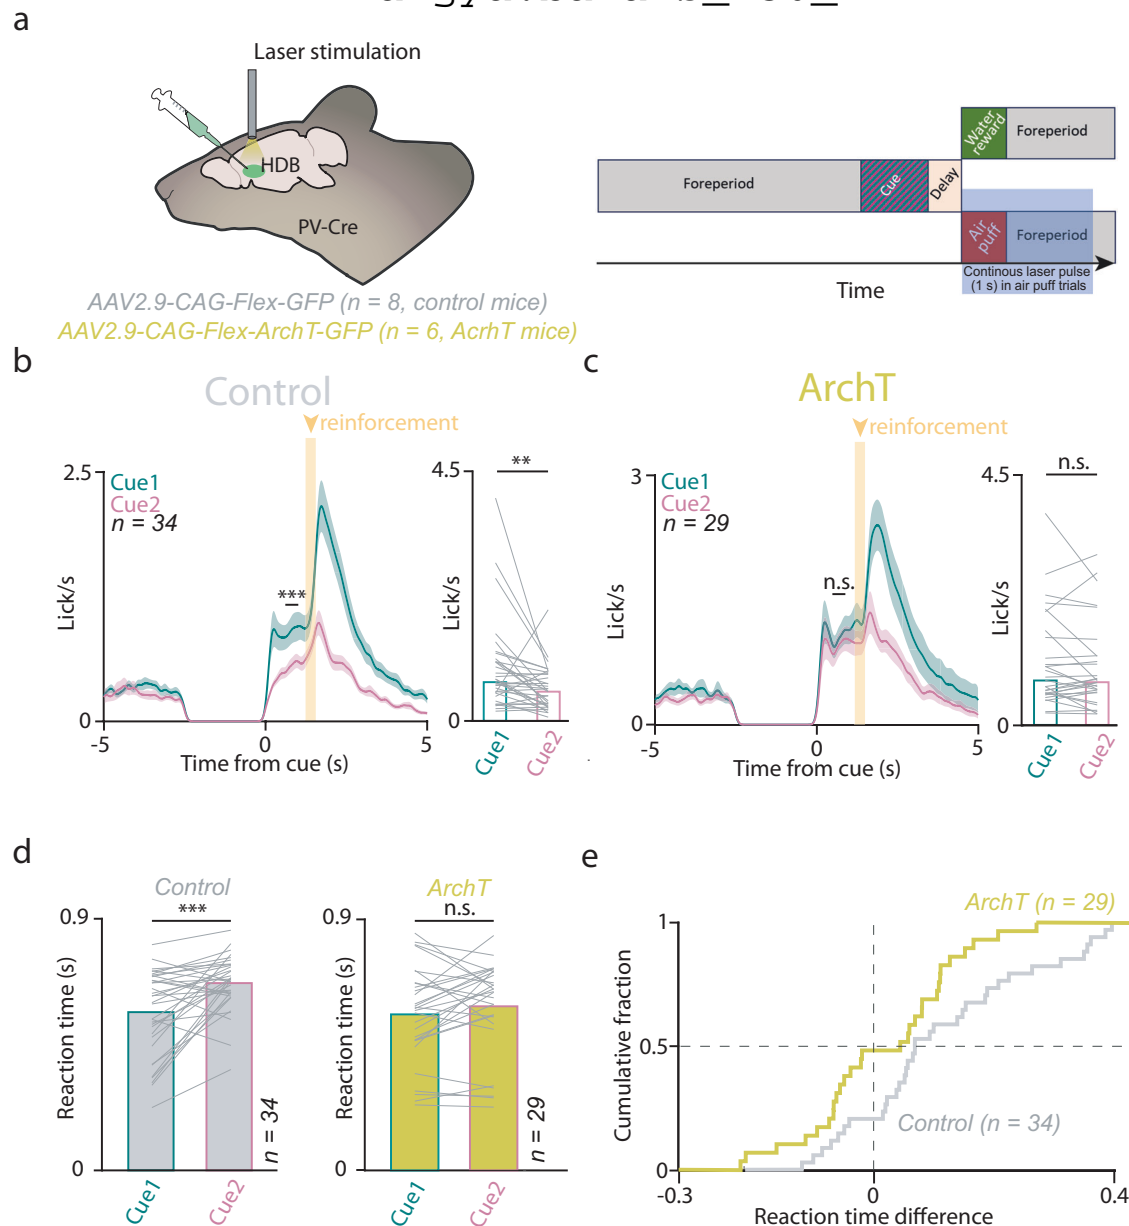 a
Laser stimulation
HDB
PV-Cre
AAV2.9-CAG-Flex-GFP (n = 8, control mice)
AAV2.9-CAG-Flex-ArchT-GFP (n = 6, AcrhT mice)
Water reward
Foreperiod
Foreperiod
Cue
Delay
Air puff
Foreperiod
Continous laser pulse
(1 s) in air puff trials
Time
b
Control
reinforcement
2.5
Cue1
Cue2
n = 34
***
Lick/s
0
-5
0
5
Time from cue (s)
4.5
**
Lick/s
0
Cue1
Cue2
c
ArchT
reinforcement
3
Cue1
Cue2
n = 29
n.s.
Lick/s
0
-5
0
5
Time from cue (s)
4.5
n.s.
Lick/s
0
Cue1
Cue2
d
Control
***
0.9
Reaction time (s)
0
Cue1
Cue2
n = 34
ArchT
n.s.
0.9
Reaction time (s)
0
Cue1
Cue2
n = 29
e
ArchT (n = 29)
1
Cumulative fraction
0.5
Control (n = 34)
0
-0.3
0
0.4
Reaction time difference